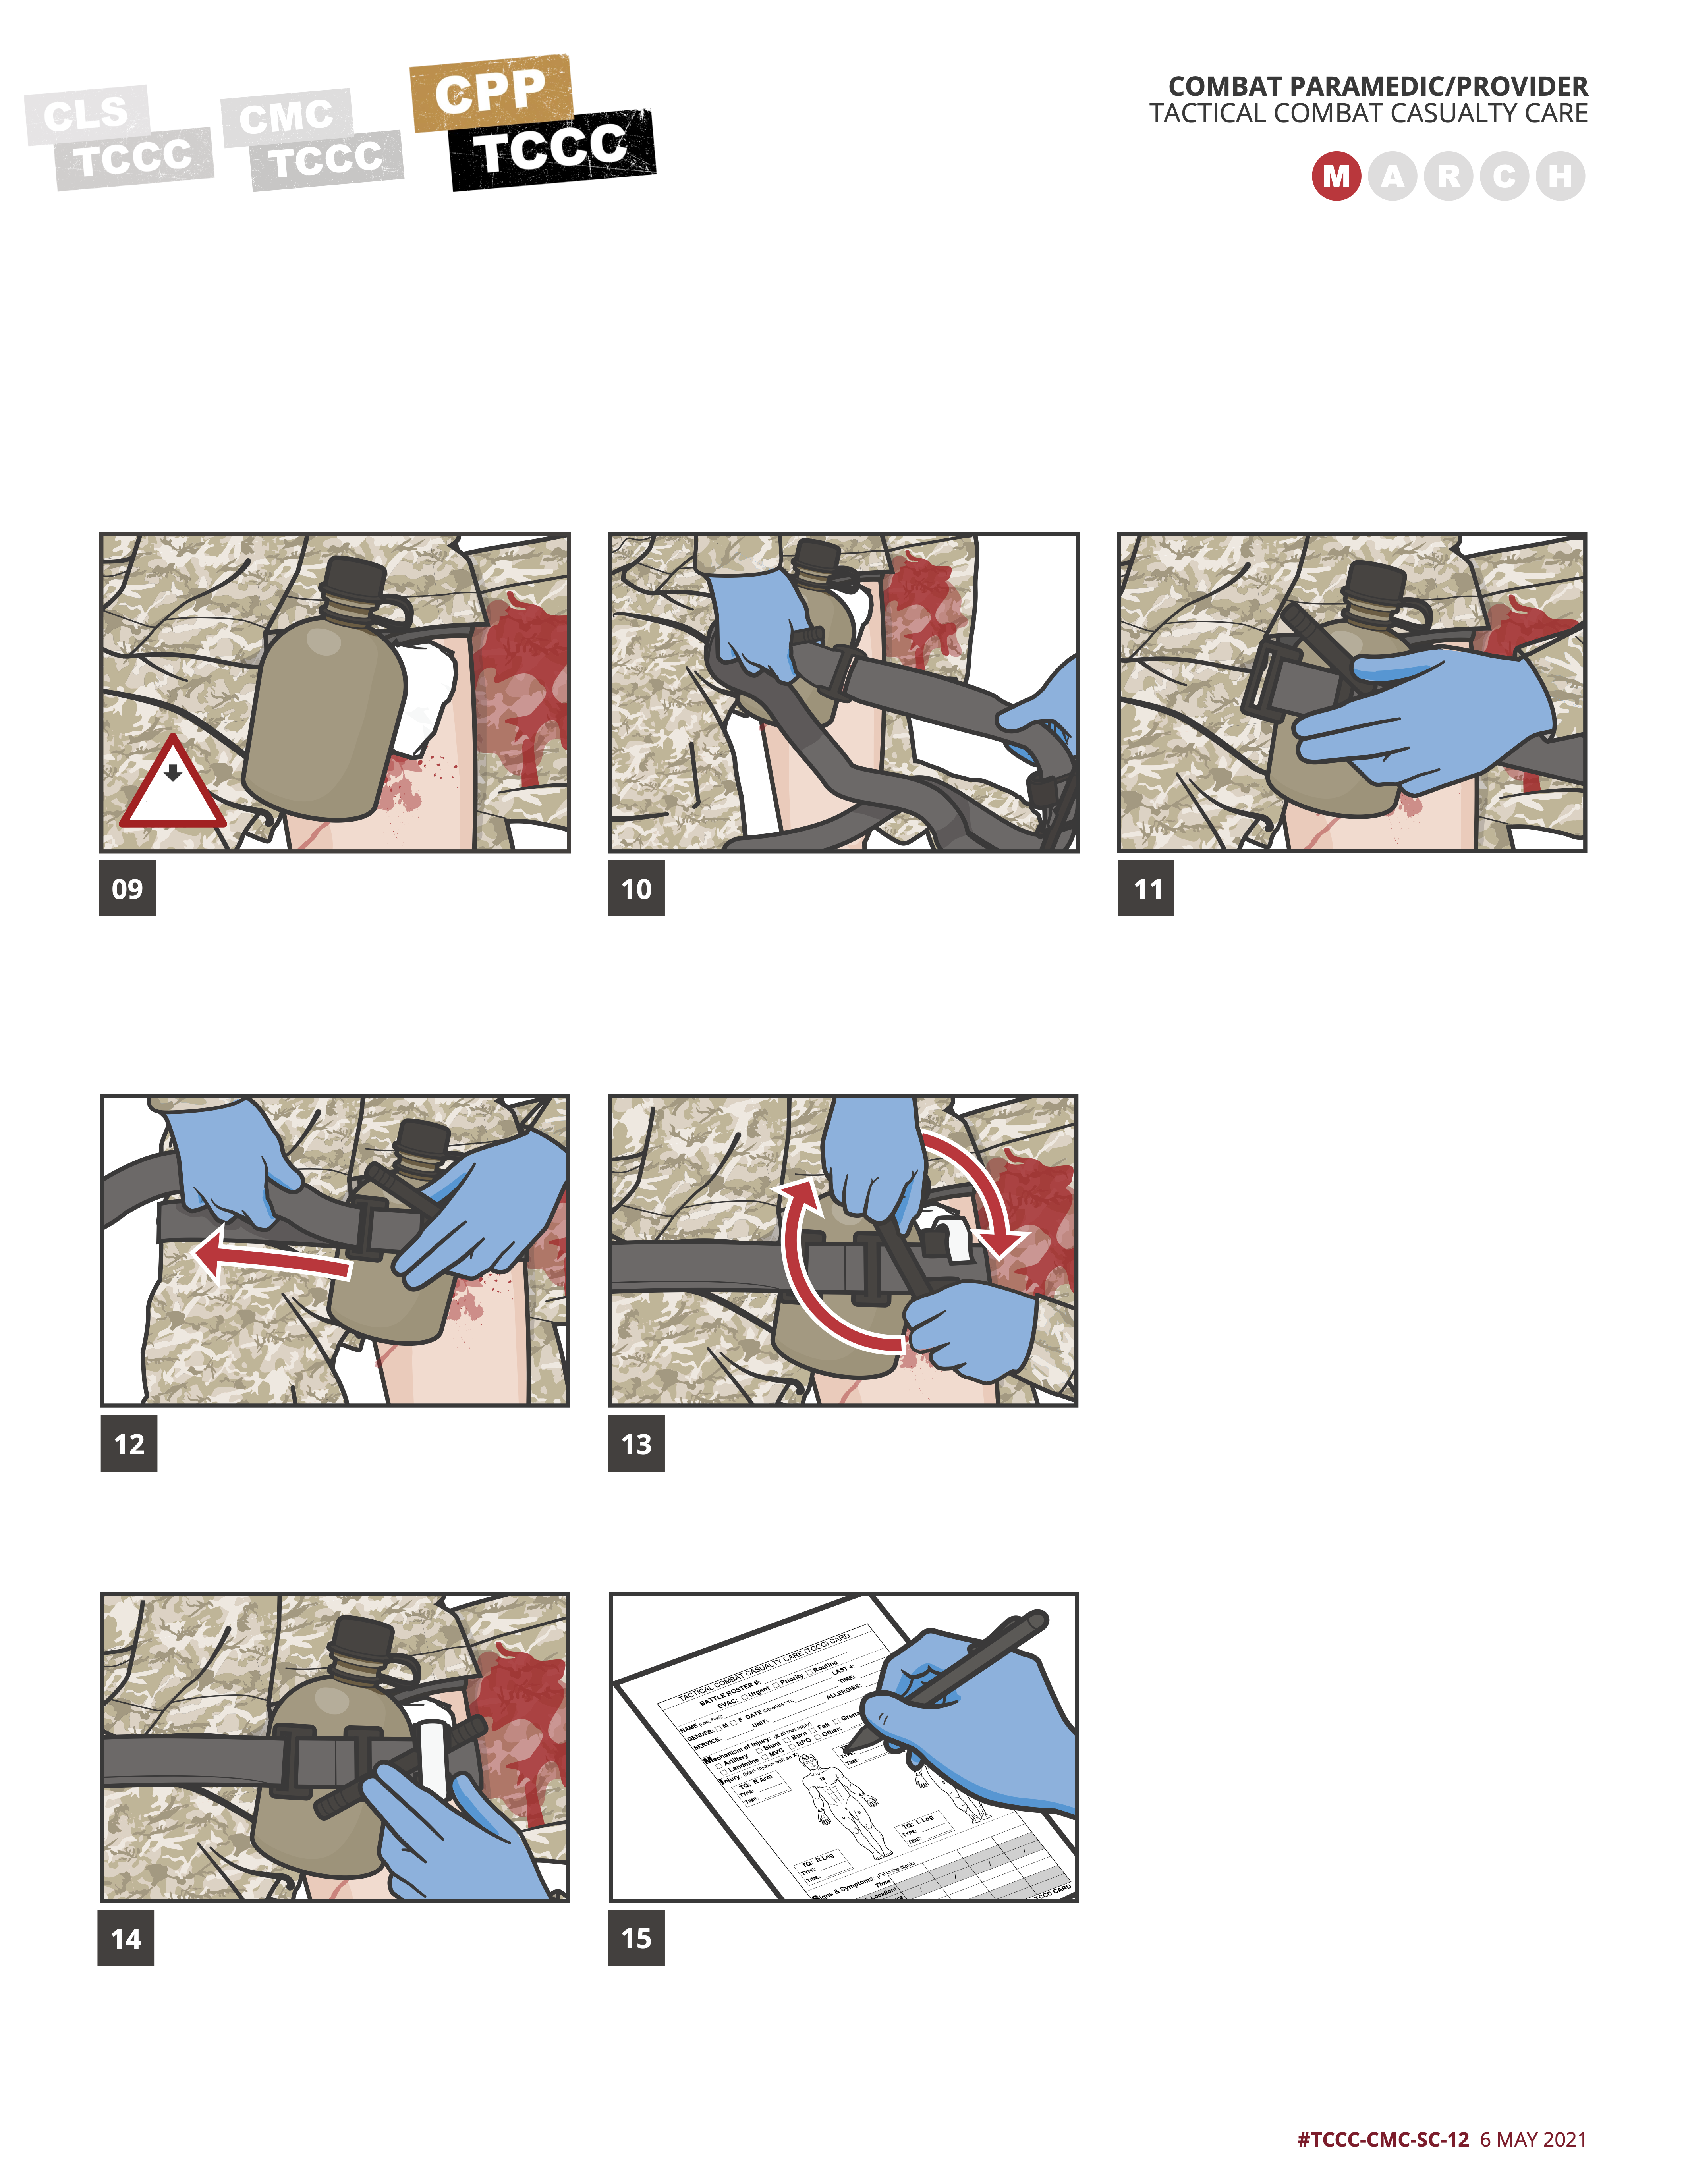 CLS
TCCC
CMC
TCCC
CPP
TCCC
COMBAT PARAMEDIC/PROVIDER
TACTICAL COMBAT CASUALTY CARE
M A R C H
09
10
11
12
13
14
15
TACTICAL COMBAT CASUALTY CARE (TCCC) CARD
BATTLE ROSTER #:
EVAC: Urgent Priority Routine
NAME (Last, First): LAST 4:
GENDER: M F DATE (DD-MMM-YY): TIME:
SERVICE: UNIT: ALLERGIES:
Mechanism of Injury: (X all that apply)
Artillery Blunt Burn Fall Grena
Landmine MVC RPG Other:
Injury: (Mark injuries with an X)
TQ: R Arm
TYPE:
TIME:
TYPE:
TIME:
TQ: L Leg
TYPE:
TIME:
TQ: R Leg
TYPE:
TIME:
Signs & Symptoms: (Fill in the blank)
Time
Location)
TCCC CARD
#TCCC-CMC-SC-12 6 MAY 2021